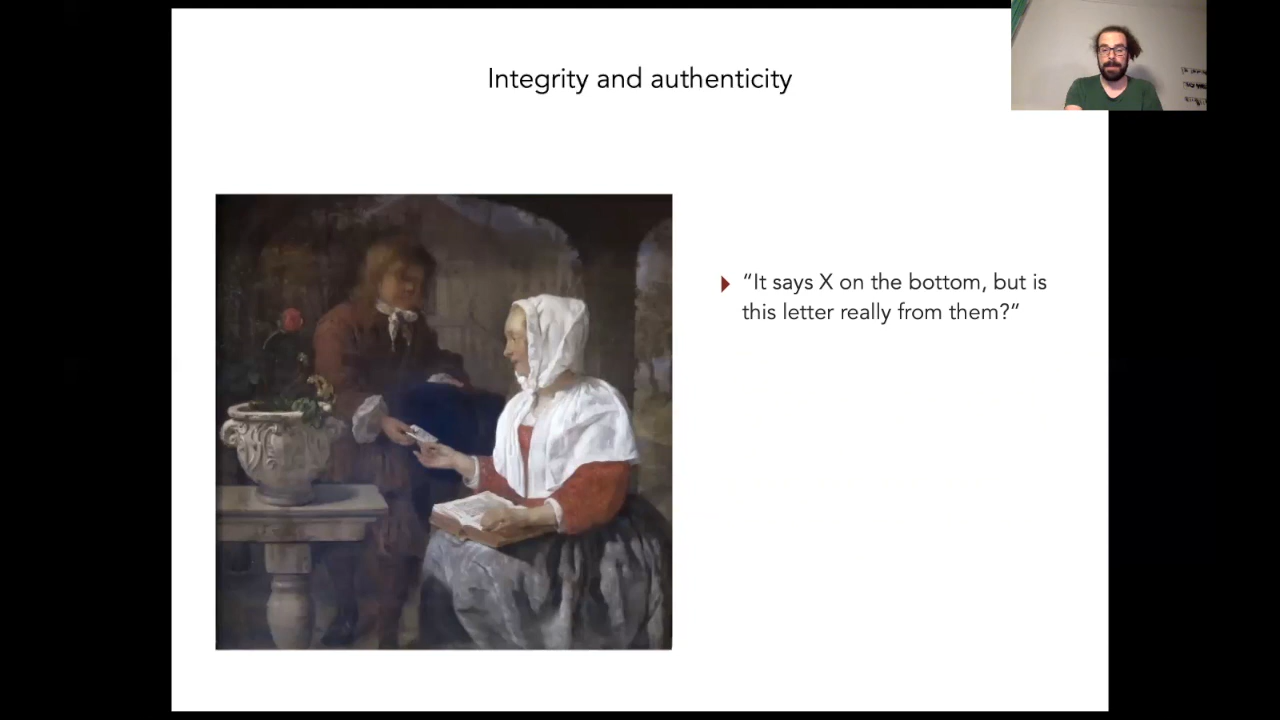 Integrity and authenticity
“It says X on the bottom, but is
this letter really from them?”